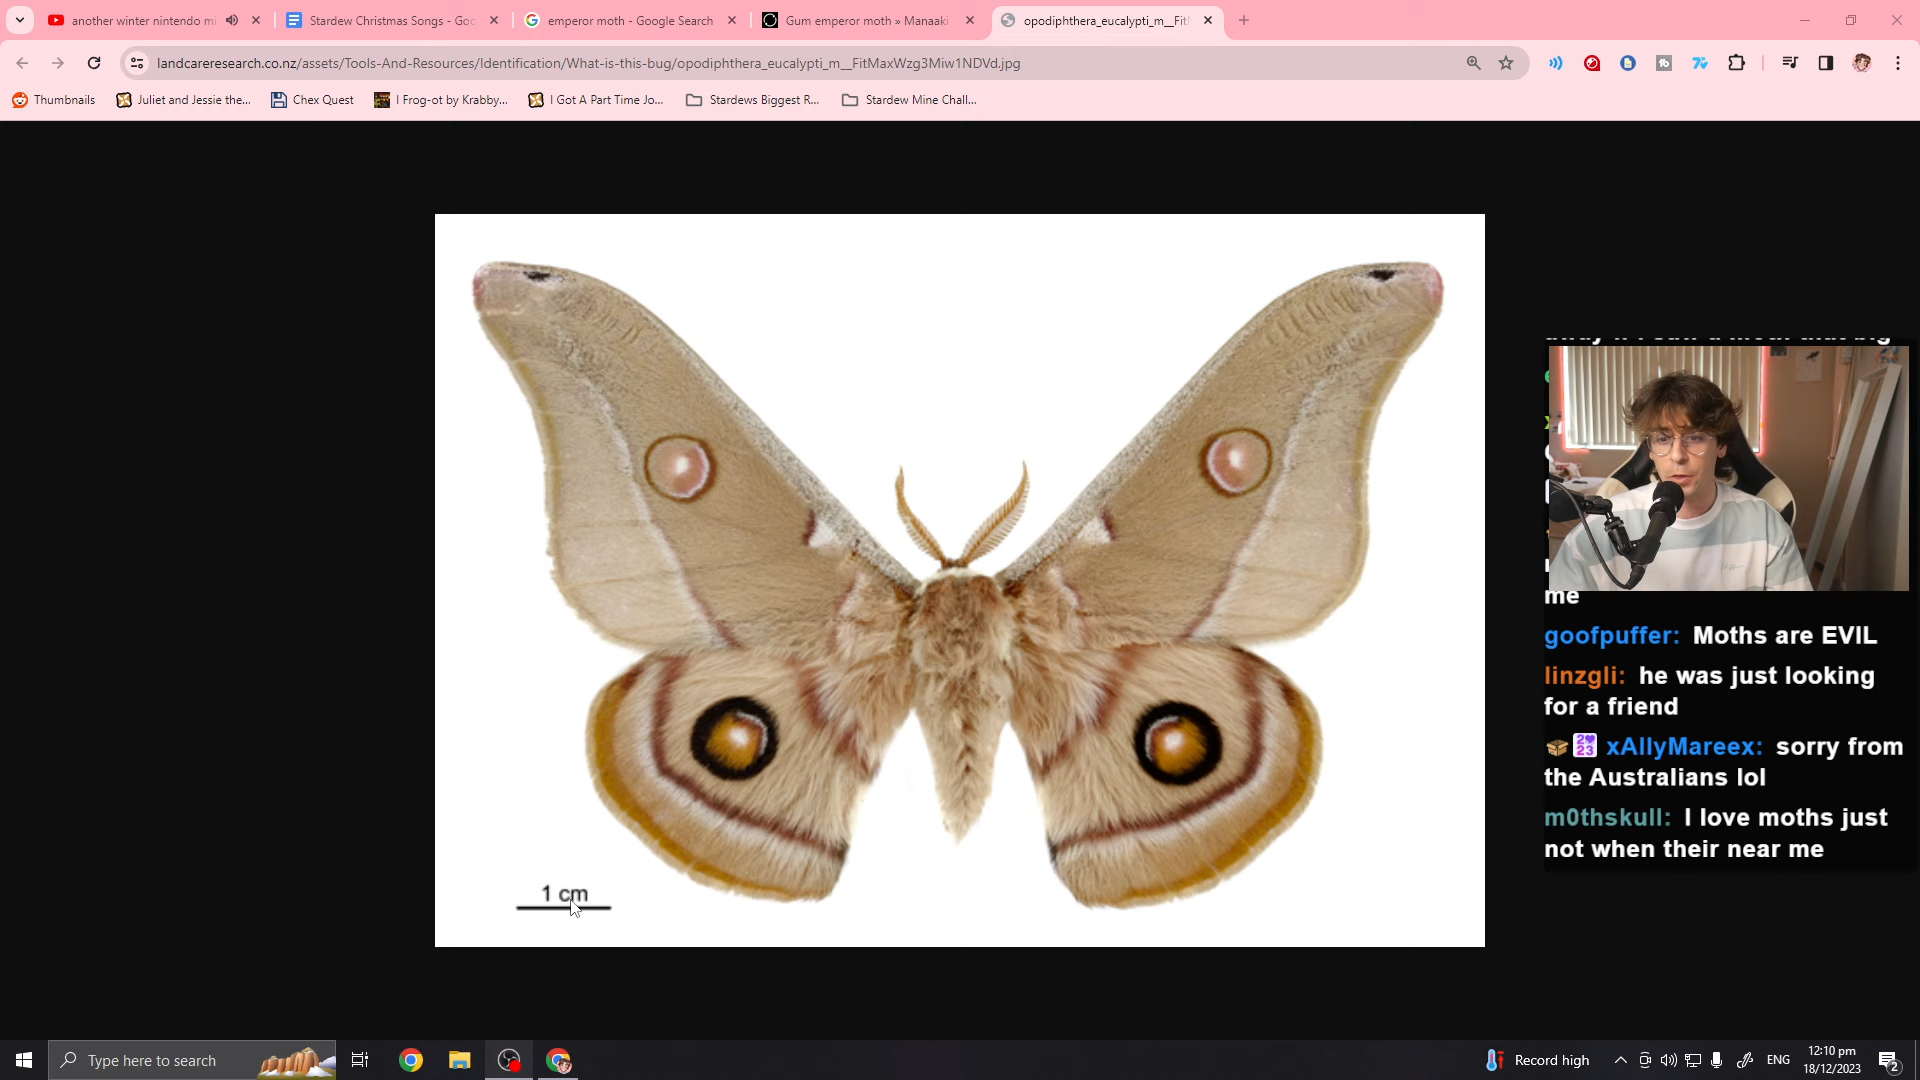 another winter nintendo mi
Stardew Christmas Songs - Goo
emperor moth - Google Search
Gum emperor moth » Manaaki
opodiphthera_eucalypti_m__Fit
landcareresearch.co.nz/assets/Tools-And-Resources/Identification/What-is-this-bug/opodiphthera_eucalypti_m__FitMaxWzg3Miw1NDVd.jpg
Thumbnails
Juliet and Jessie the...
Chex Quest
I Frog-ot by Krabby...
I Got A Part Time Jo...
Stardews Biggest R...
Stardew Mine Chall...
me
goofpuffer: Moths are EVIL
linzgli: he was just looking
for a friend
xAllyMareex: sorry from
the Australians lol
m0thskull: I love moths just
not when their near me
1 cm
Type here to search
Record high
ENG
12:10 pm
18/12/2023
2